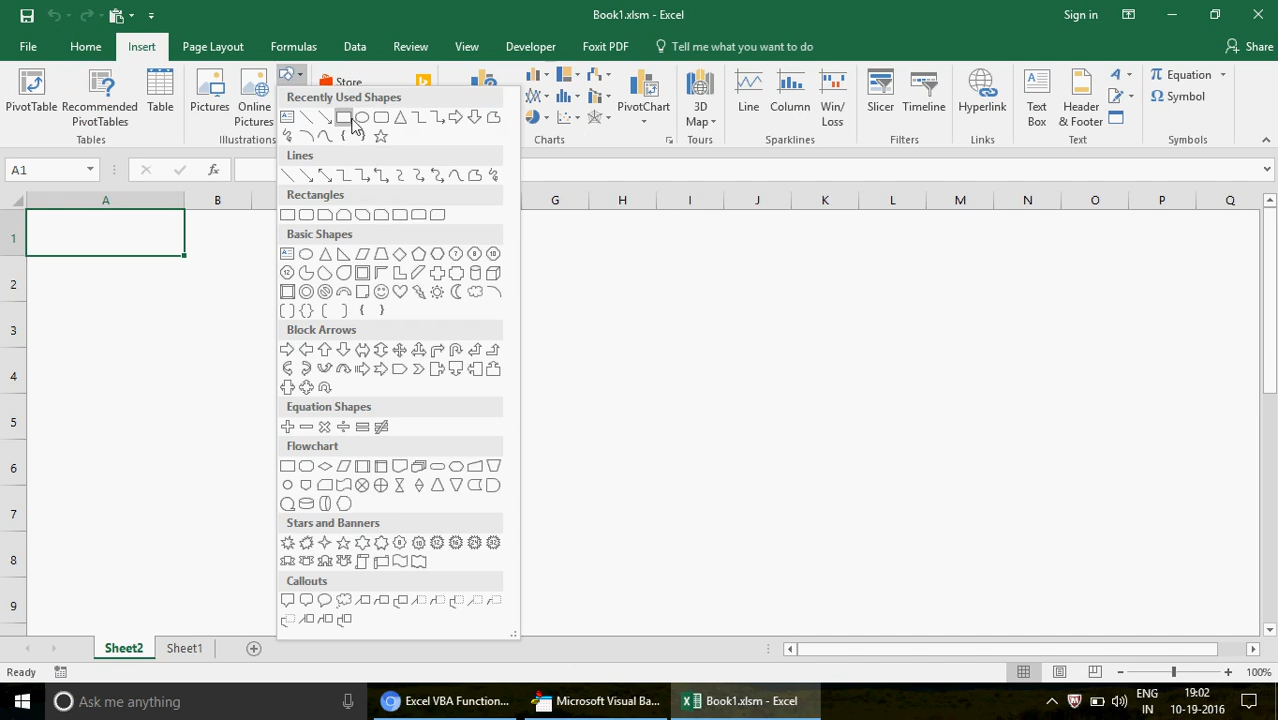 Book1.xlsm - Excel
Sign in
File Home Insert Page Layout Formulas Data Review View Developer Foxit PDF Tell me what you want to do Share
PivotTable Recommended PivotTables Table
Tables
Pictures Online Pictures
Illustrations
Store
PivotChart
Charts
3D Map
Tours
Line Column Win/Loss
Sparklines
Slicer Timeline
Filters
Hyperlink
Links
Text Box Header & Footer
Text
Equation
Symbol
Symbols
A1
fx
A B G H I J K L M N O P Q
1
2
3
4
5
6
7
8
9
Recently Used Shapes
Lines
Rectangles
Basic Shapes
Block Arrows
Equation Shapes
Flowchart
Stars and Banners
Callouts
Sheet2 Sheet1
Ready
100%
Ask me anything
Excel VBA Function...
Microsoft Visual Ba...
Book1.xlsm - Excel
ENG
IN
19:02
10-19-2016